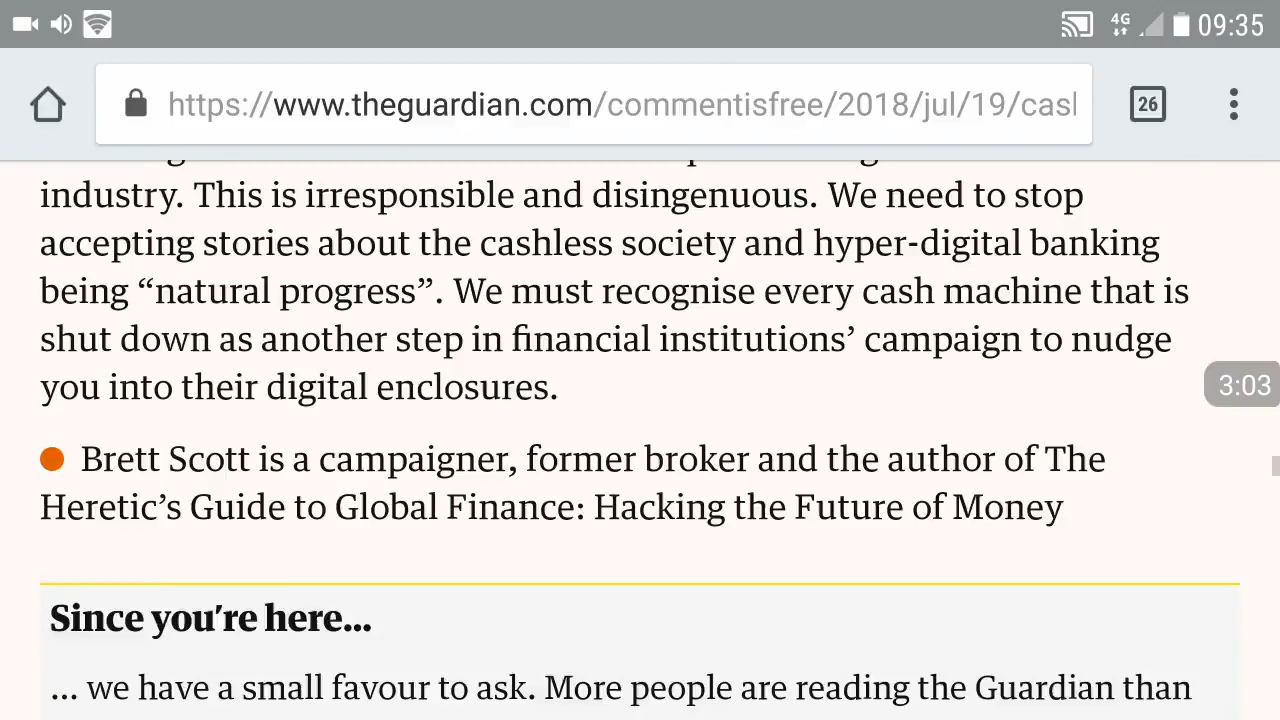 4G 09:35
https://www.theguardian.com/commentisfree/2018/jul/19/cas
26
industry. This is irresponsible and disingenuous. We need to stop
accepting stories about the cashless society and hyper-digital banking
being “natural progress”. We must recognise every cash machine that is
shut down as another step in financial institutions’ campaign to nudge
you into their digital enclosures.
3:03
Brett Scott is a campaigner, former broker and the author of The
Heretic’s Guide to Global Finance: Hacking the Future of Money
Since you're here...
... we have a small favour to ask. More people are reading the Guardian than